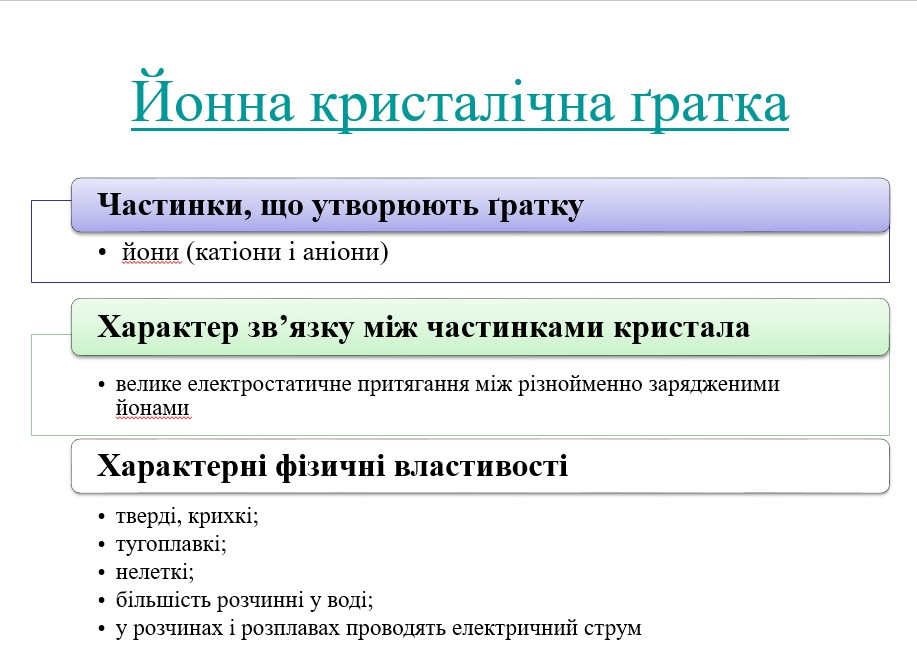 Йонна кристалічна ґратка
Частинки, що утворюють ґратку
• йони (катіони і аніони)
Характер зв’язку між частинками кристала
• велике електростатичне притягання між різнойменно зарядженими
йонами
Характерні фізичні властивості
• тверді, крихкі;
• тугоплавкі;
• нелеткі;
• більшість розчинні у воді;
• у розчинах і розплавах проводять електричний струм